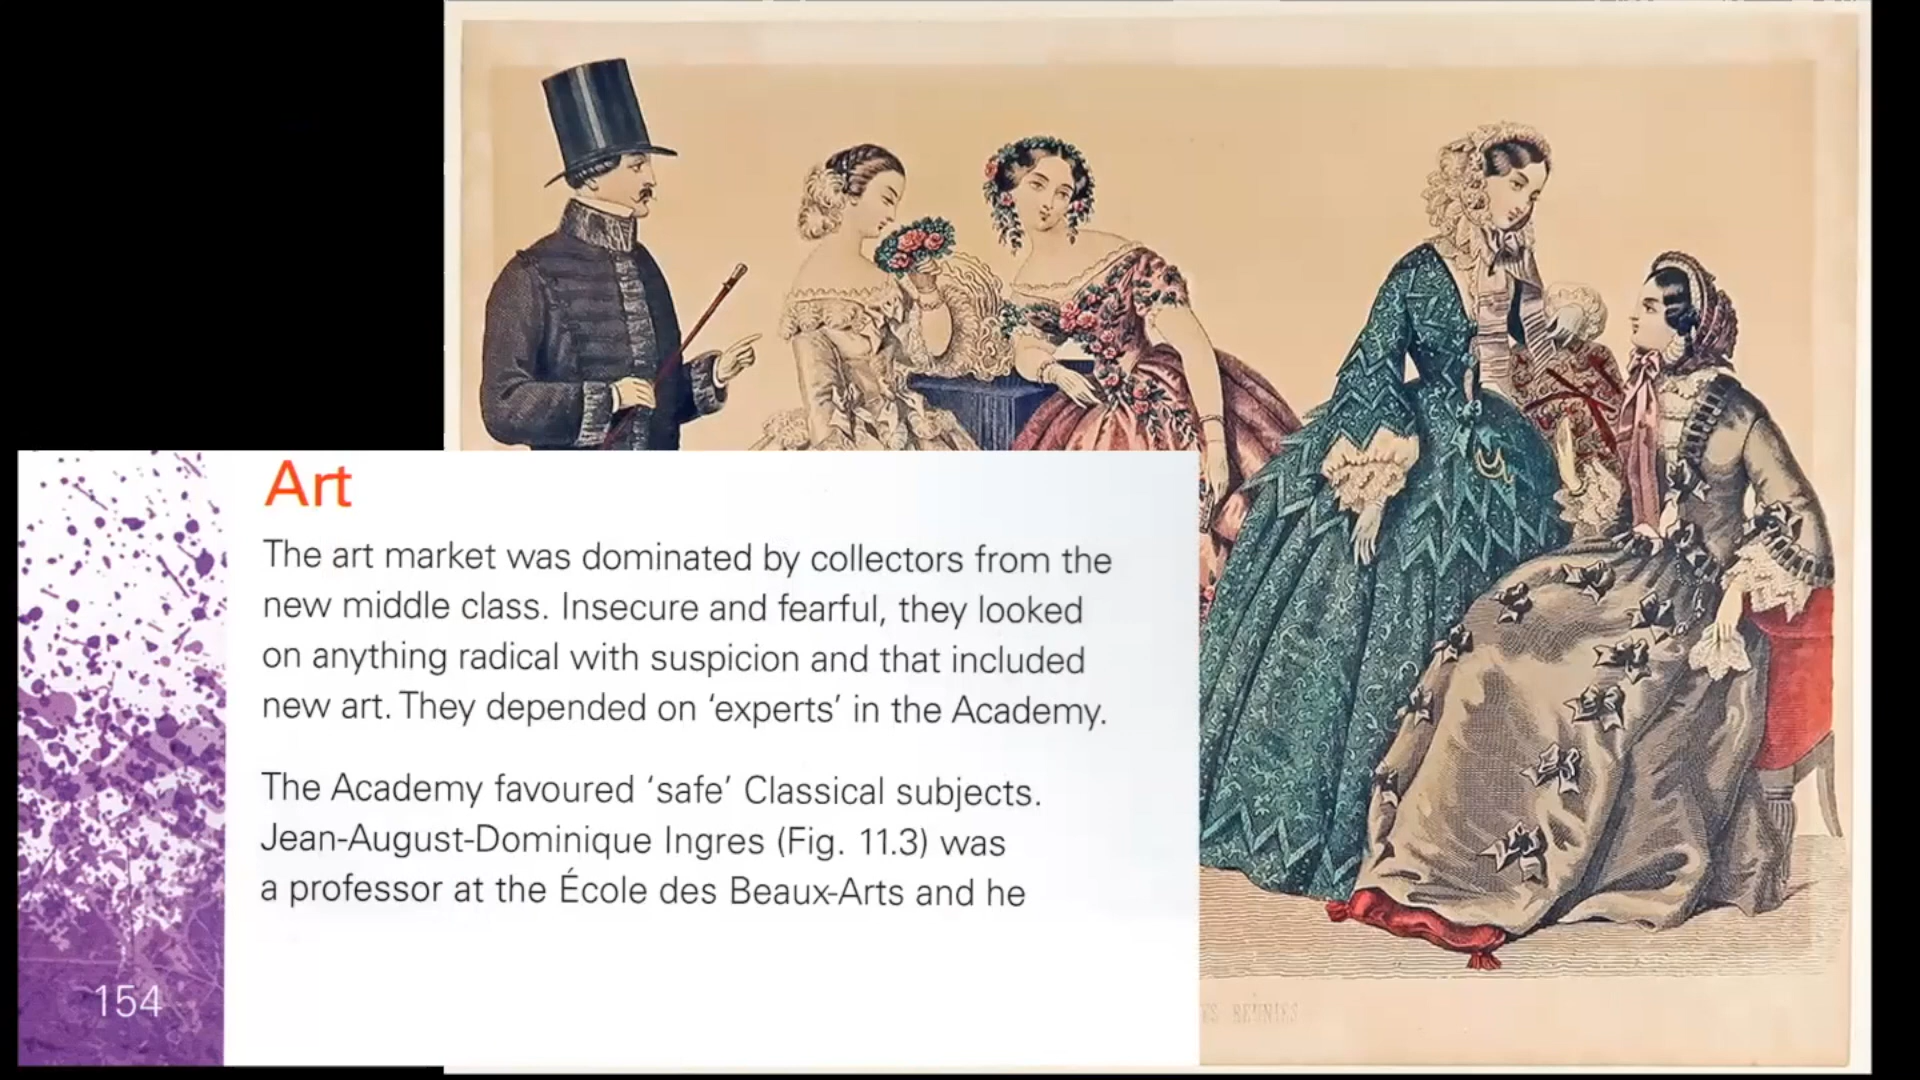 Art
The art market was dominated by collectors from the
new middle class. Insecure and fearful, they looked
on anything radical with suspicion and that included
new art. They depended on ‘experts’ in the Academy.
The Academy favoured ‘safe’ Classical subjects.
Jean-August-Dominique Ingres (Fig. 11.3) was
a professor at the École des Beaux-Arts and he
154
ES REUNIES